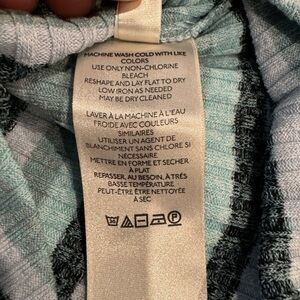 MACHINE WASH COLD WITH LIKE
COLORS
USE ONLY NON-CHLORINE
BLEACH
RESHAPE AND LAY FLAT TO DRY
LOW IRON AS NEEDED
MAY BE DRY CLEANED
LAVER À LA MACHINE À L'EAU
FROIDE AVEC COULEURS
SIMILAIRES
UTILISER UN AGENT DE
BLANCHIMENT SANS CHLORE SI
NÉCESSAIRE
METTRE EN FORME ET SÉCHER
À PLAT
REPASSER, AU BESOIN, À TRÈS
BASSE TEMPÉRATURE
PEUT-ÊTRE ÊTRE NETTOYÉE
À SEC